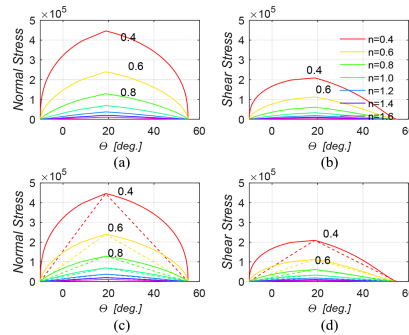 × 10⁵ × 10⁵
5 5
4 4
3 3
2 2
1 1
0 0
Normal Stress Shear Stress
0.4 0.4
0.6 0.6
0.8
n=0.4
n=0.6
n=0.8
n=1.0
n=1.2
n=1.4
n=1.6
0 20 40 60 0 20 40 60
Θ [deg.] Θ [deg.]
(a) (b)
× 10⁵ × 10⁵
5 5
4 4
3 3
2 2
1 1
0 0
Normal Stress Shear Stress
0.4 0.4
0.6 0.6
0.8
0 20 40 60 0 20 40 60
Θ [deg.] Θ [deg.]
(c) (d)